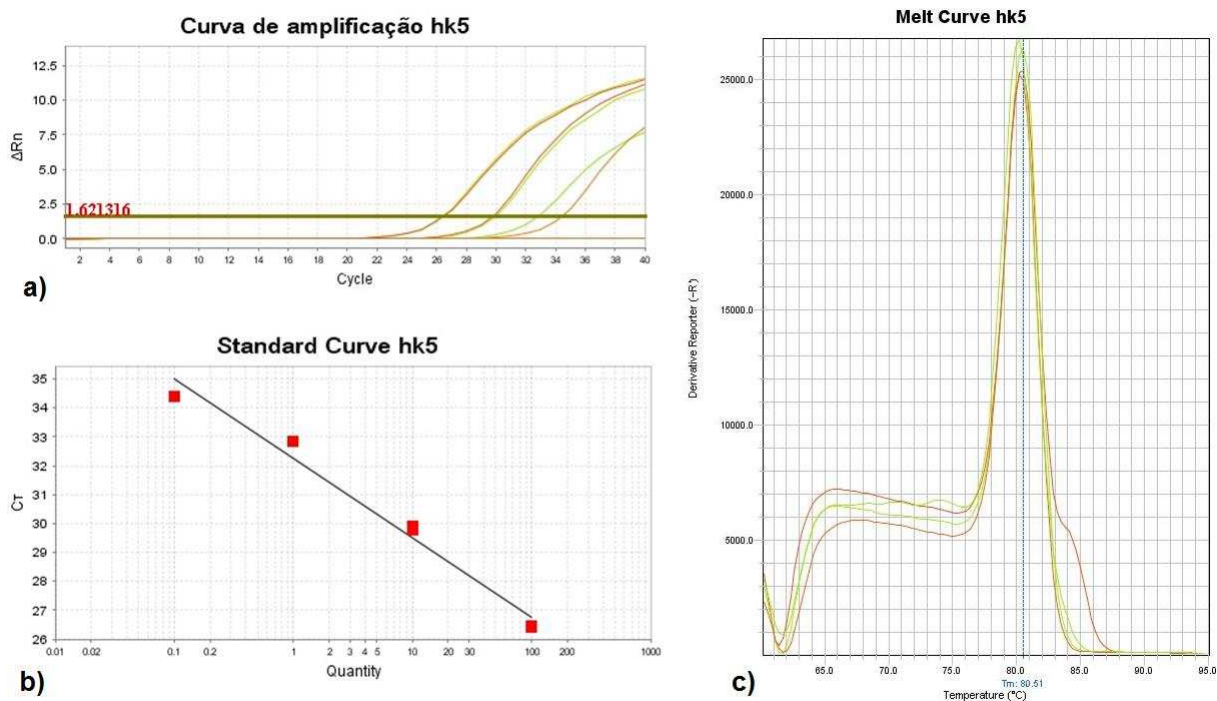 Curva de amplificação hk5
ΔRn
12.5
10.0
7.5
5.0
2.5
0.0
1.621316
2 4 6 8 10 12 14 16 18 20 22 24 26 28 30 32 34 36 38 40
Cycle
a)
Standard Curve hk5
CT
35
34
33
32
31
30
29
28
27
26
0.01 0.02 0.1 0.2 1 2 3 4 5 10 20 30 100 200 1000
Quantity
b)
Melt Curve hk5
Derivative Reporter (-R')
25000.0
20000.0
15000.0
10000.0
5000.0
65.0 70.0 75.0 80.0 85.0 90.0 95.0
Tm: 80.51
Temperature (°C)
c)